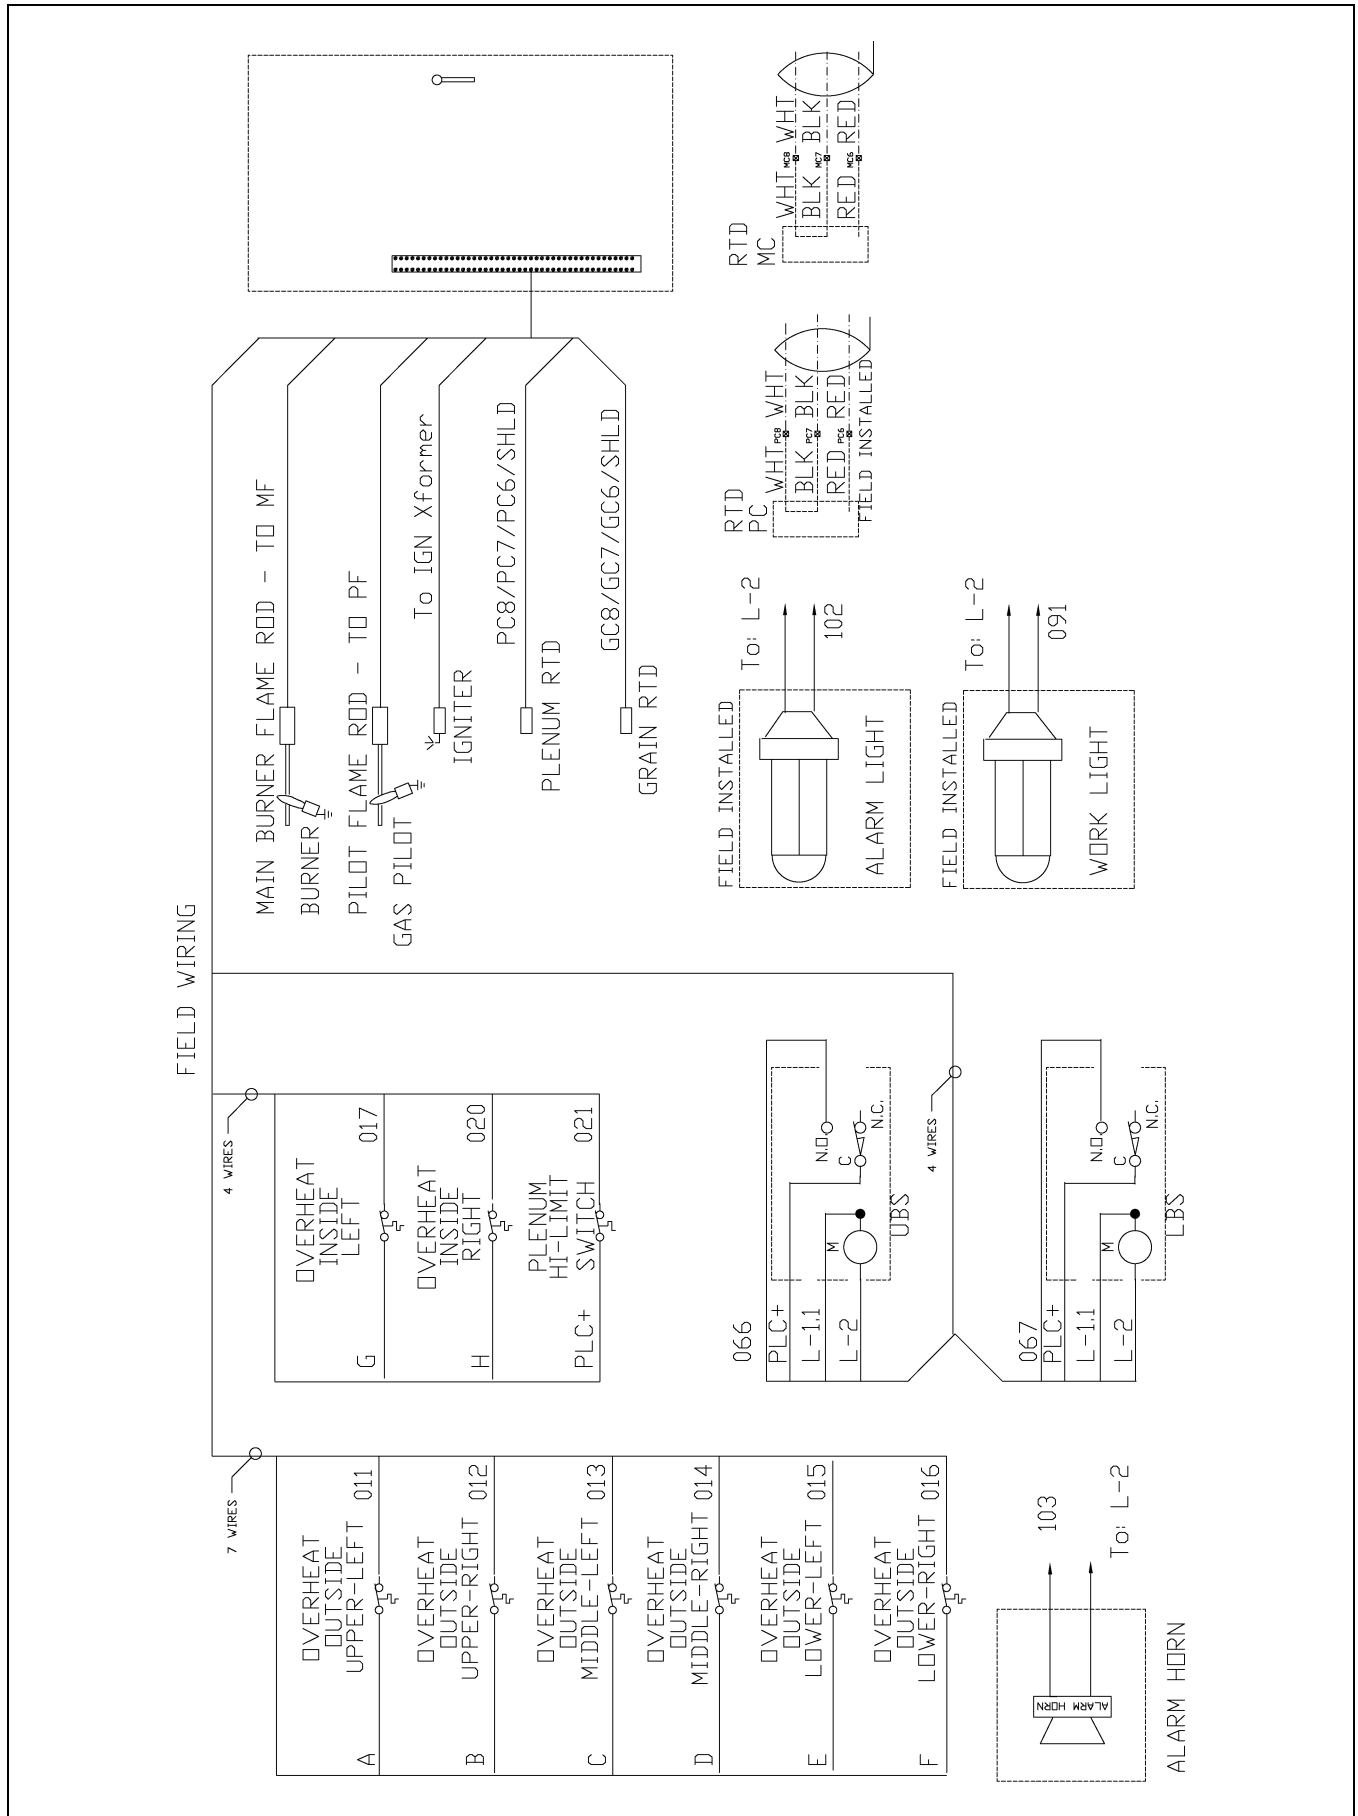 FIELD WIRING
7 WIRES
OVERHEAT
OUTSIDE
UPPER-LEFT
011
A
OVERHEAT
OUTSIDE
UPPER-RIGHT
012
B
OVERHEAT
OUTSIDE
MIDDLE-LEFT
013
C
OVERHEAT
OUTSIDE
MIDDLE-RIGHT
014
D
OVERHEAT
OUTSIDE
LOWER-LEFT
015
E
OVERHEAT
OUTSIDE
LOWER-RIGHT
016
F
4 WIRES
OVERHEAT
INSIDE
LEFT
017
G
OVERHEAT
INSIDE
RIGHT
020
H
PLENUM
HI-LIMIT
SWITCH
021
PLC+
MAIN BURNER FLAME ROD - TO MF
BURNER
PILOT FLAME ROD - TO PF
GAS PILOT
To IGN Xformer
IGNITER
PC8/PC7/PC6/SHLD
PLENUM RTD
GC8/GC7/GC6/SHLD
GRAIN RTD
066
PLC+
L-1.1
L-2
M
C
N.O.
N.C.
UBS
4 WIRES
067
PLC+
L-1.1
L-2
M
C
N.O.
N.C.
LBS
103
To: L-2
ALARM HORN
ALARM HORN
FIELD INSTALLED
To: L-2
102
ALARM LIGHT
FIELD INSTALLED
To: L-2
091
WORK LIGHT
RTD
PC
WHT PC8 WHT
BLK PC7 BLK
RED PC6 RED
FIELD INSTALLED
RTD
MC
WHT MC8 WHT
BLK MC7 BLK
RED MC6 RED